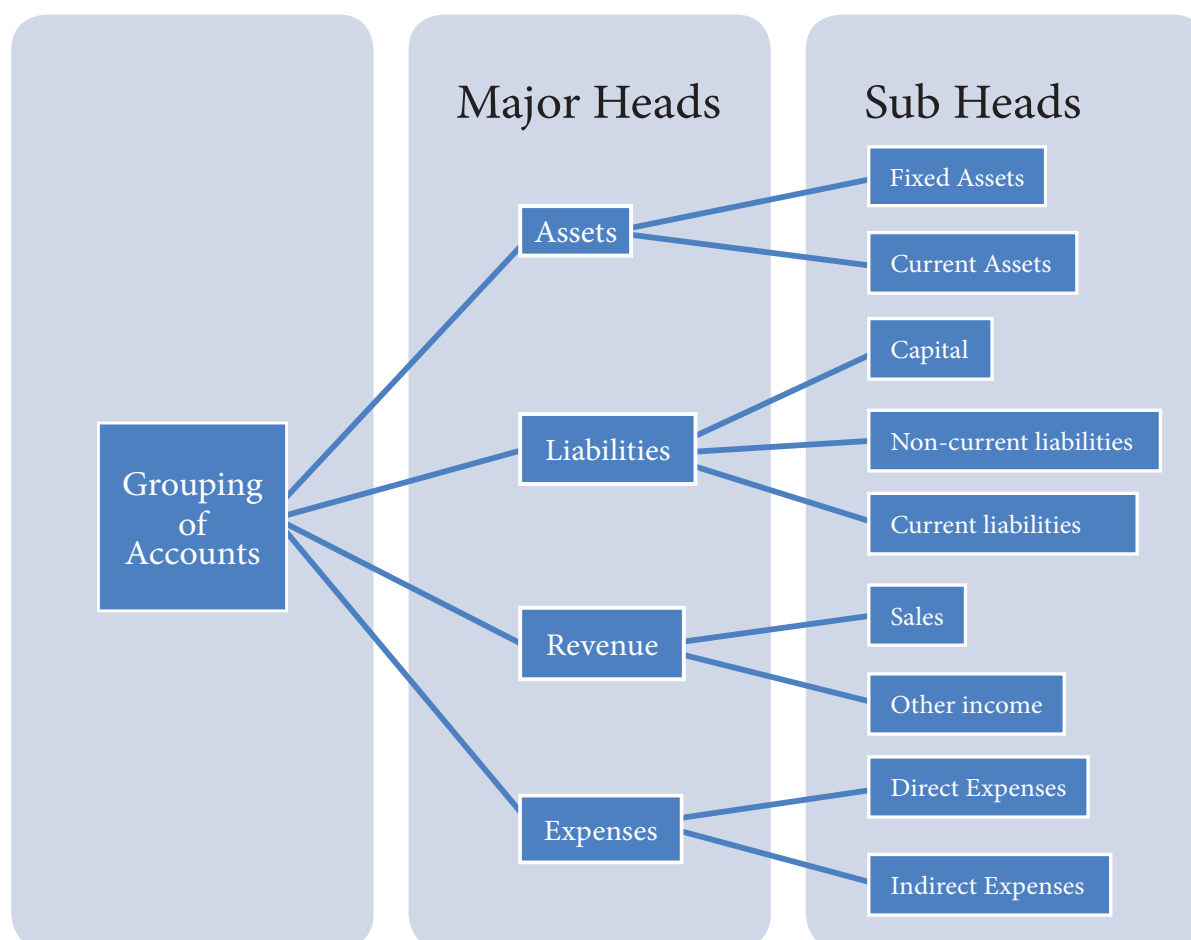 Major Heads
Sub Heads
Grouping
of
Accounts
Assets
Fixed Assets
Current Assets
Liabilities
Capital
Non-current liabilities
Current liabilities
Revenue
Sales
Other income
Expenses
Direct Expenses
Indirect Expenses